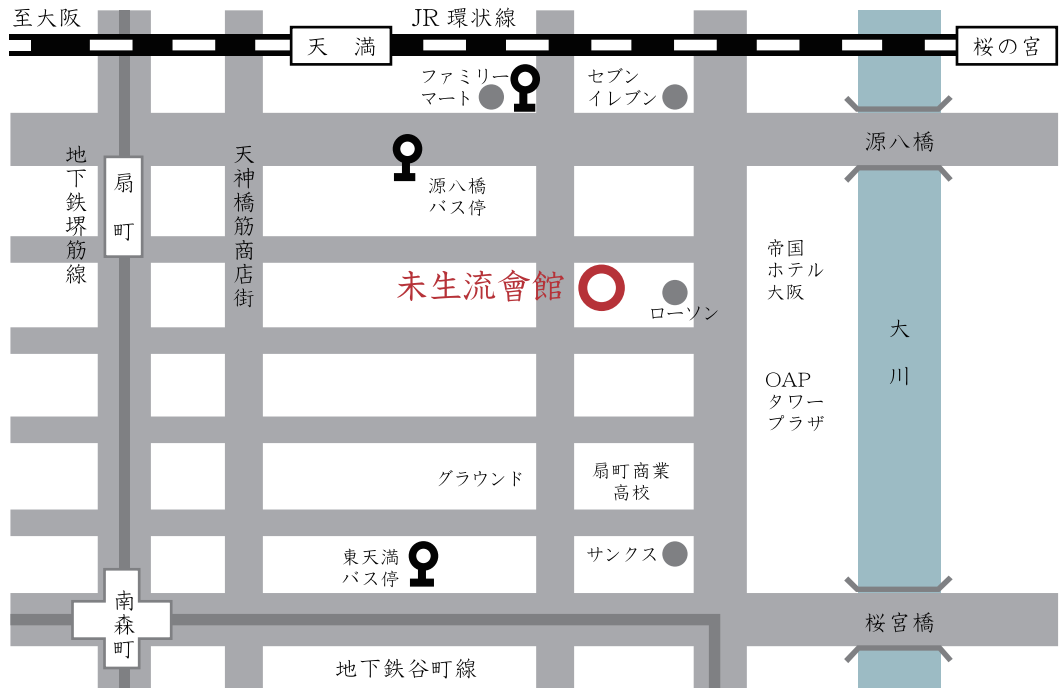 至大阪
JR 環状線
天 満
桜の宮
ファミリー
マート
セブン
イレブン
源八橋
地下鉄堺筋線
扇町
天神橋筋商店街
源八橋
バス停
帝国
ホテル
大阪
未生流會館
ローソン
大川
OAP
タワー
プラザ
グラウンド
扇町商業
高校
東天満
バス停
サンクス
南森町
桜宮橋
地下鉄谷町線